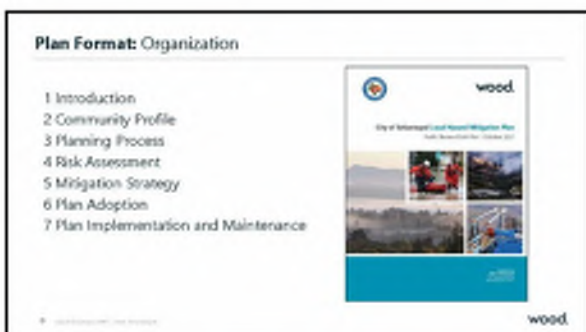 Plan Format: Organization
1 Introduction
2 Community Profile
3 Planning Process
4 Risk Assessment
5 Mitigation Strategy
6 Plan Adoption
7 Plan Implementation and Maintenance
wood.
Local Hazard Mitigation Plan
wood.